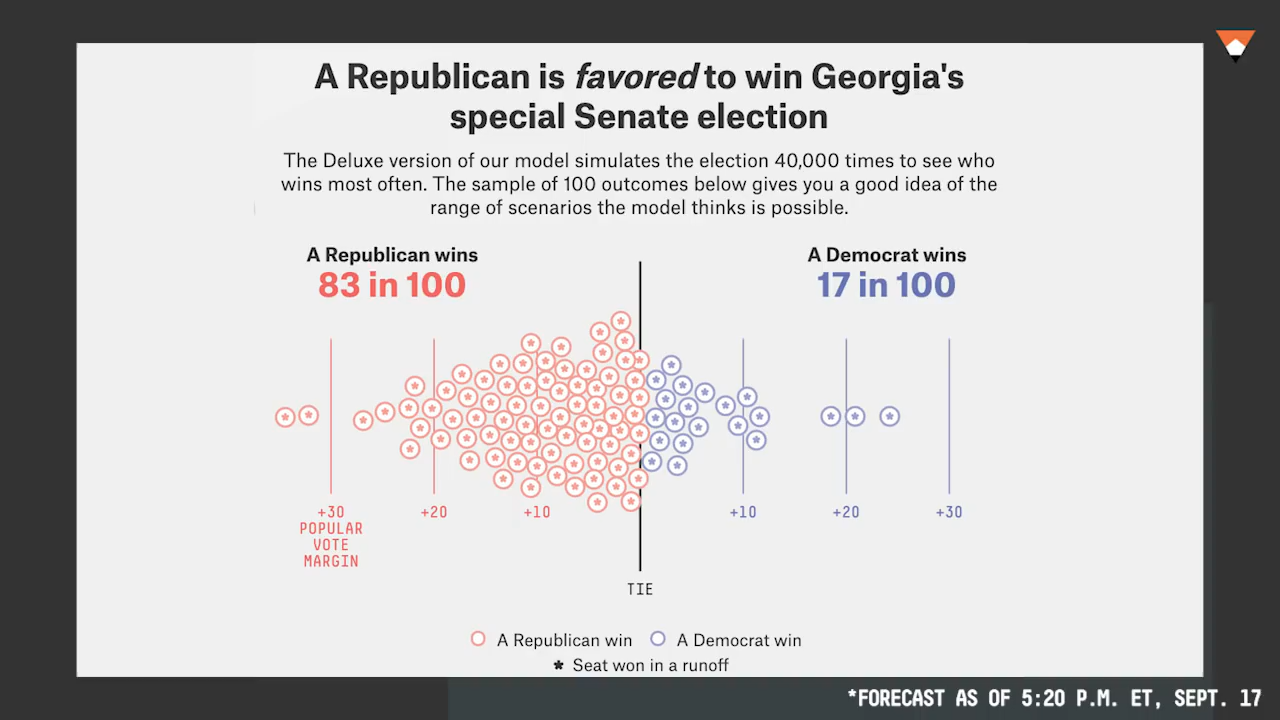 A Republican is favored to win Georgia's
special Senate election
The Deluxe version of our model simulates the election 40,000 times to see who
wins most often. The sample of 100 outcomes below gives you a good idea of the
range of scenarios the model thinks is possible.
A Republican wins
83 in 100
A Democrat wins
17 in 100
+30
POPULAR
VOTE
MARGIN
+20
+10
+10
+20
+30
TIE
A Republican win
A Democrat win
* Seat won in a runoff
*FORECAST AS OF 5:20 P.M. ET, SEPT. 17